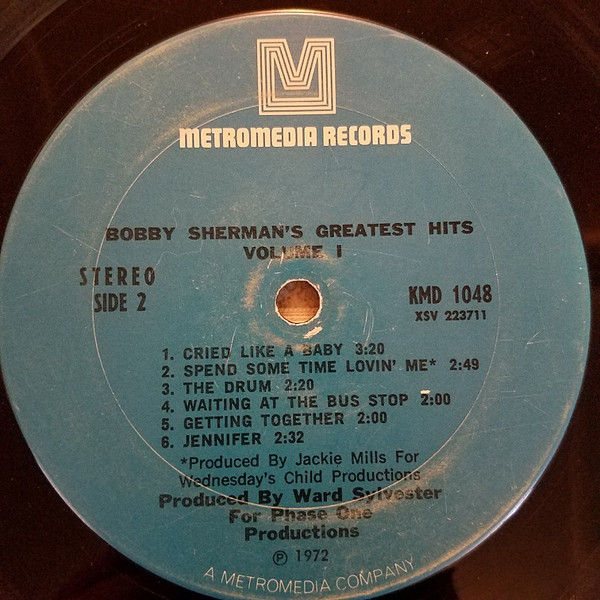 M
METROMEDIA RECORDS
BOBBY SHERMAN'S GREATEST HITS
VOLUME I
STEREO
SIDE 2
KMD 1048
XSV 223711
1. CRIED LIKE A BABY 3:20
2. SPEND SOME TIME LOVIN' ME* 2:49
3. THE DRUM 2:20
4. WAITING AT THE BUS STOP 2:00
5. GETTING TOGETHER 2:00
6. JENNIFER 2:32
*Produced By Jackie Mills For
Wednesday's Child Productions
Produced By Ward Sylvester
For Phase One
Productions
℗ 1972
A METROMEDIA COMPANY